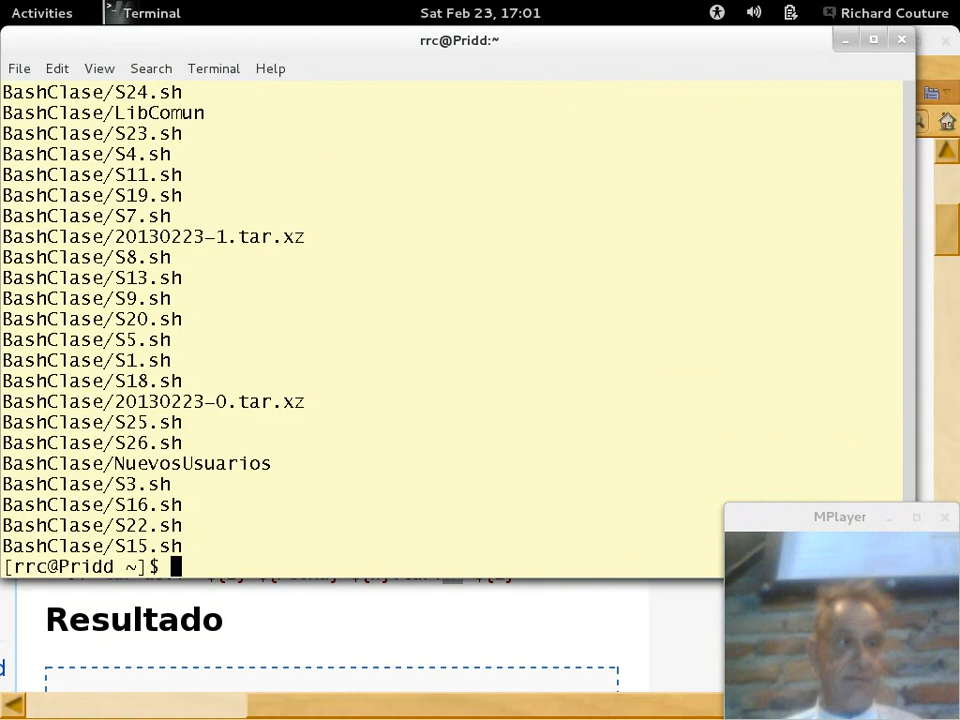 Activities Terminal Sat Feb 23, 17:01 Richard Couture
rrc@Pridd:~
File Edit View Search Terminal Help
BashClase/S24.sh
BashClase/LibComun
BashClase/S23.sh
BashClase/S4.sh
BashClase/S11.sh
BashClase/S19.sh
BashClase/S7.sh
BashClase/20130223-1.tar.xz
BashClase/S8.sh
BashClase/S13.sh
BashClase/S9.sh
BashClase/S20.sh
BashClase/S5.sh
BashClase/S1.sh
BashClase/S18.sh
BashClase/20130223-0.tar.xz
BashClase/S25.sh
BashClase/S26.sh
BashClase/NuevosUsuarios
BashClase/S3.sh
BashClase/S16.sh
BashClase/S22.sh
BashClase/S15.sh
[rrc@Pridd ~]$
MPlayer
Resultado
d